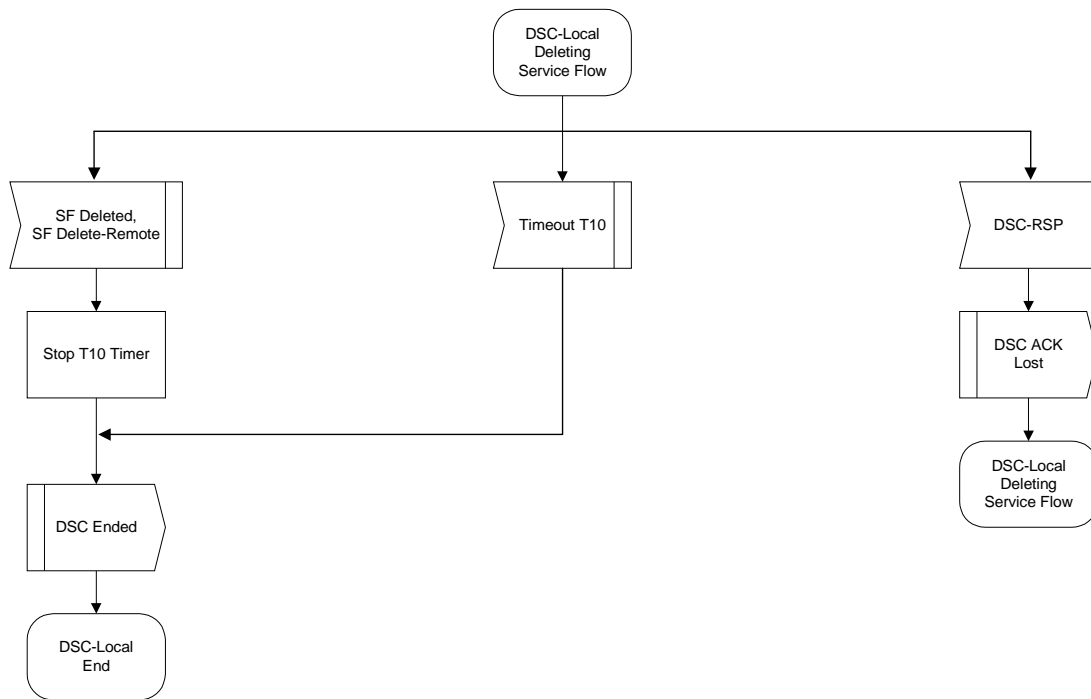 DSC-Local
Deleting
Service Flow
SF Deleted,
SF Delete-Remote
Timeout T10
DSC-RSP
Stop T10 Timer
DSC ACK
Lost
DSC-Local
Deleting
Service Flow
DSC Ended
DSC-Local
End